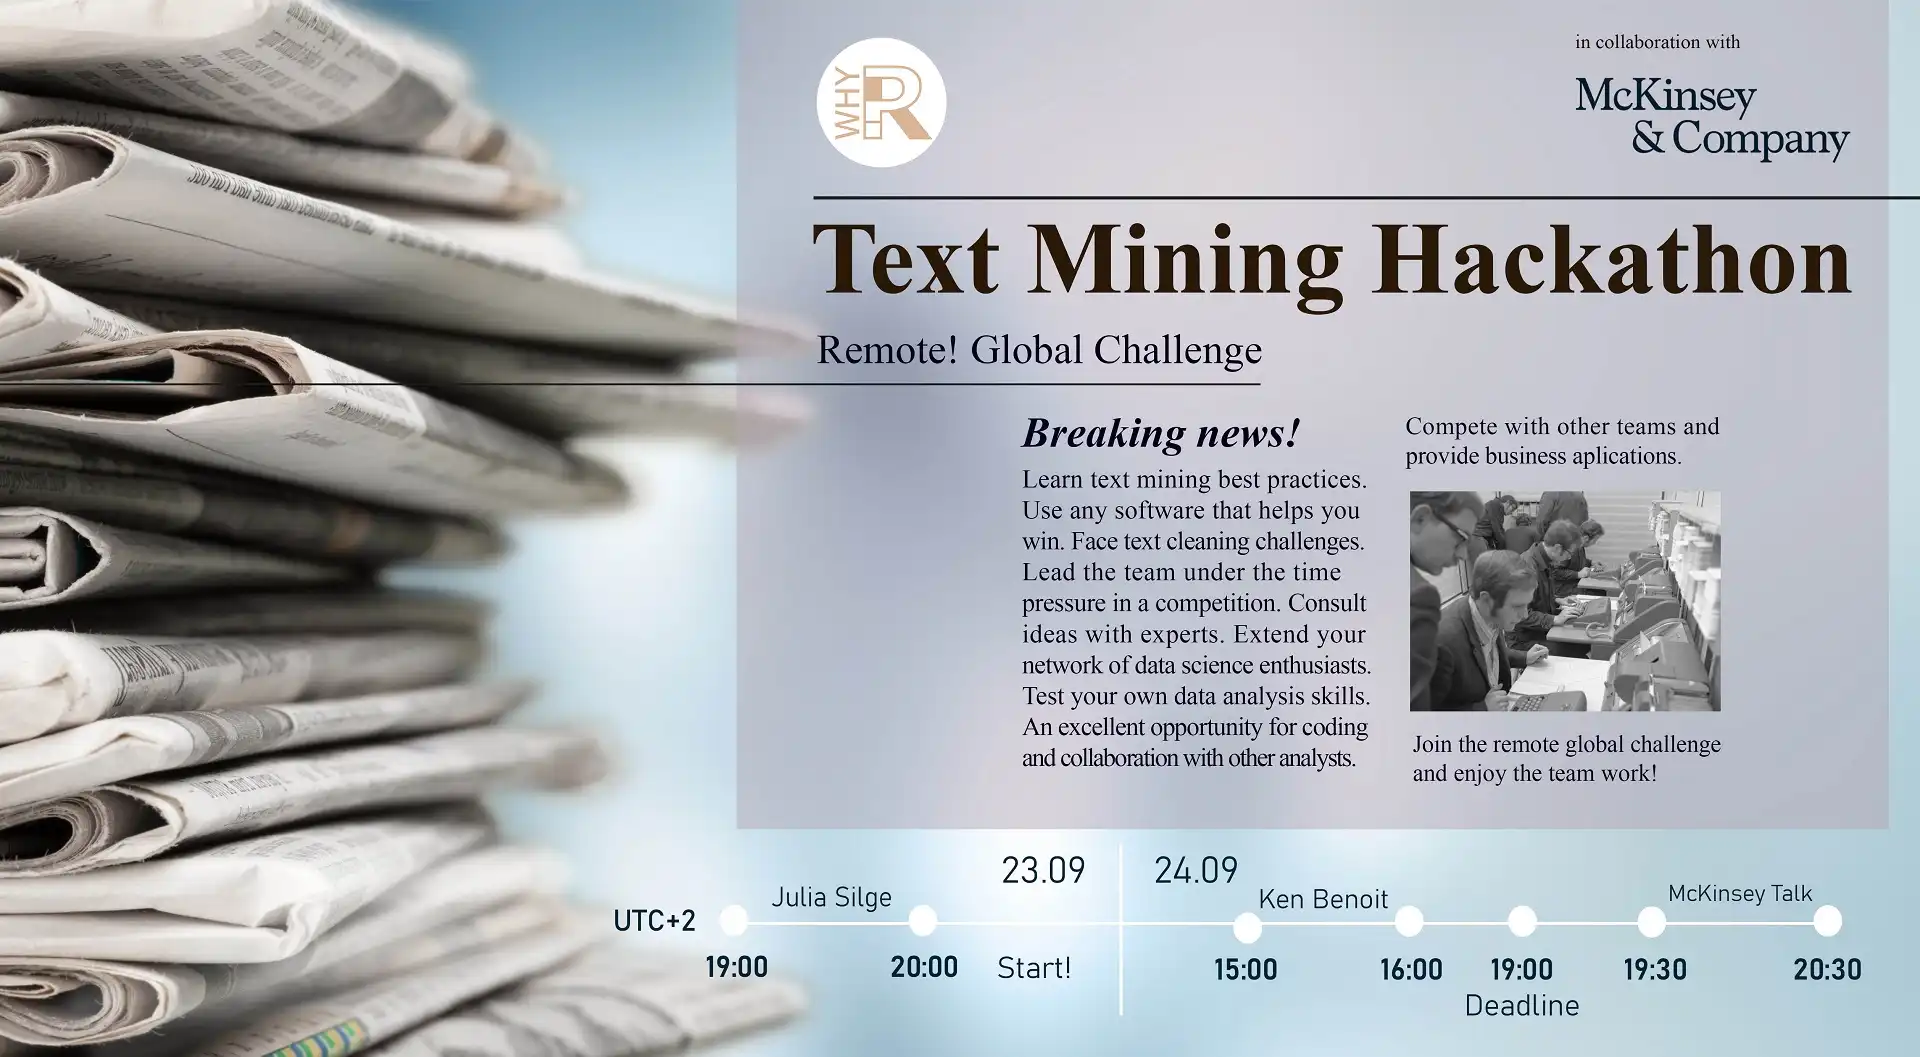 WHY R
in collaboration with
McKinsey
& Company
Text Mining Hackathon
Remote! Global Challenge
Breaking news!
Learn text mining best practices.
Use any software that helps you
win. Face text cleaning challenges.
Lead the team under the time
pressure in a competition. Consult
ideas with experts. Extend your
network of data science enthusiasts.
Test your own data analysis skills.
An excellent opportunity for coding
and collaboration with other analysts.
Compete with other teams and
provide business aplications.
Join the remote global challenge
and enjoy the team work!
23.09 24.09
Julia Silge Ken Benoit McKinsey Talk
UTC+2
19:00 20:00 Start! 15:00 16:00 19:00 19:30 20:30
Deadline